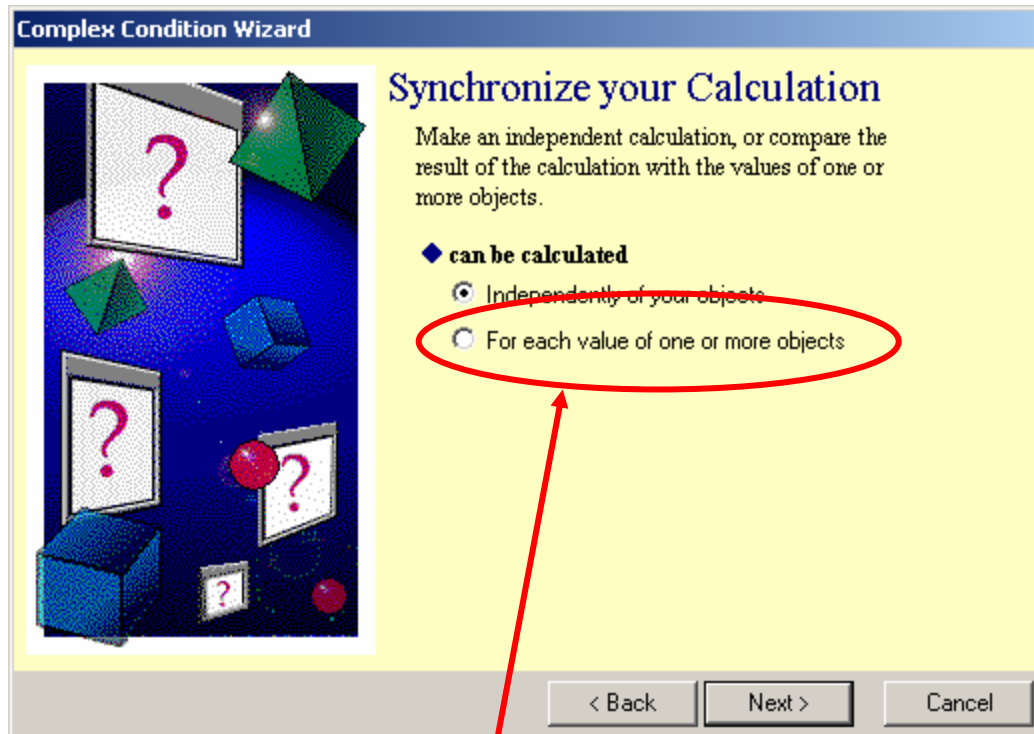 Complex Condition Wizard
Synchronize your Calculation
Make an independent calculation, or compare the
result of the calculation with the values of one or
more objects.
can be calculated
Independently of your objects
For each value of one or more objects
? 
?
?
?
< Back
Next >
Cancel